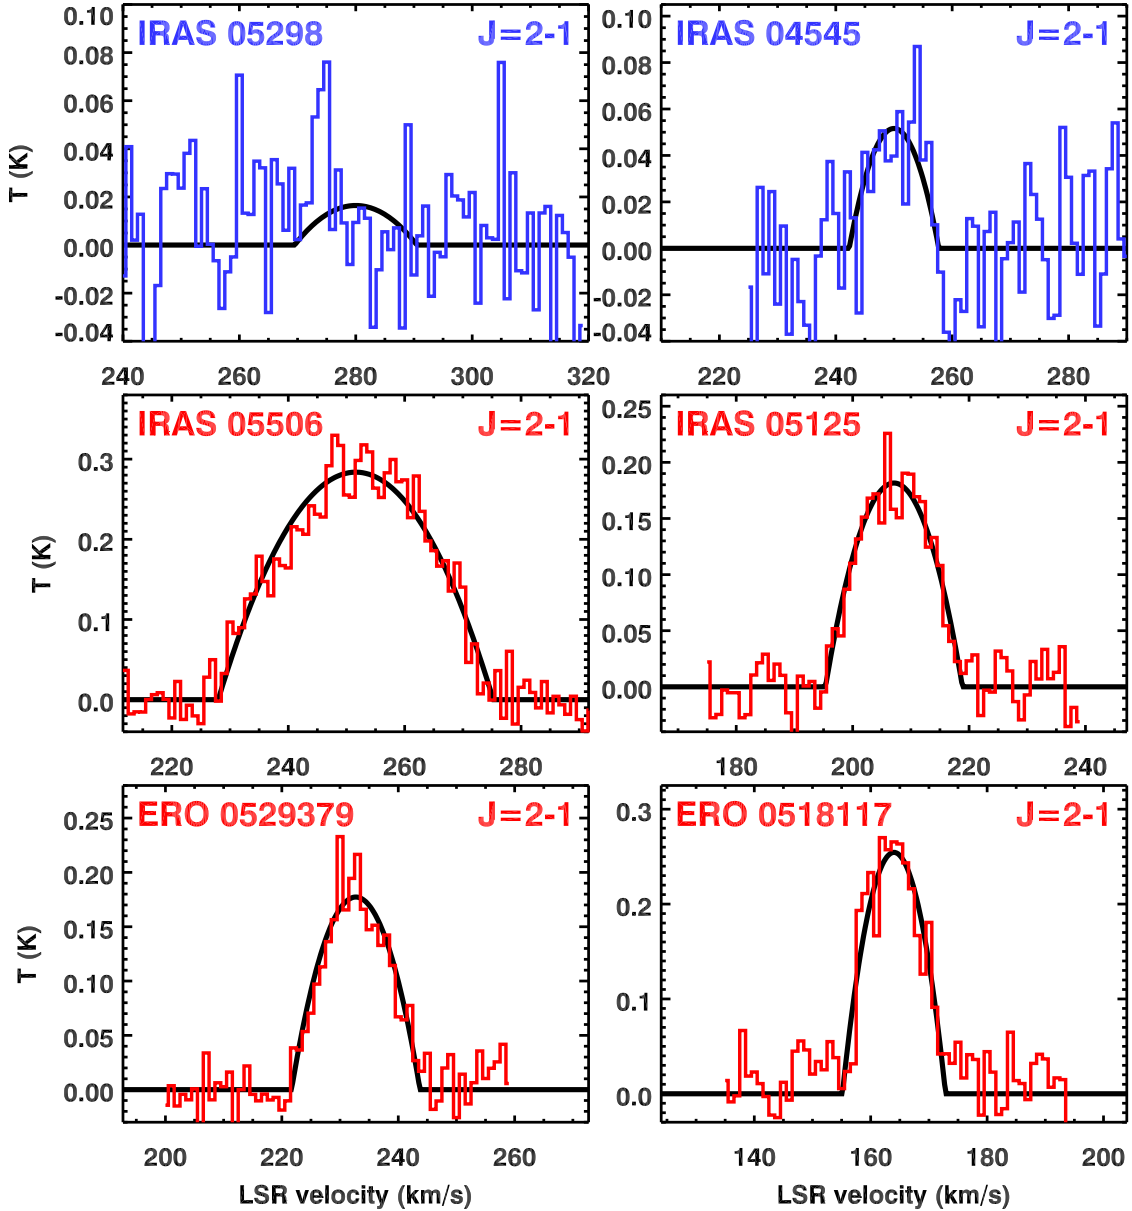 IRAS 05298 J=2-1
IRAS 04545 J=2-1
T (K)
0.10
0.08
0.06
0.04
0.02
0.00
-0.02
-0.04
0.10
0.08
0.06
0.04
0.02
0.00
-0.02
-0.04
240 260 280 300 320
220 240 260 280
IRAS 05506 J=2-1
IRAS 05125 J=2-1
T (K)
0.3
0.2
0.1
0.0
0.25
0.20
0.15
0.10
0.05
0.00
220 240 260 280
180 200 220 240
ERO 0529379 J=2-1
ERO 0518117 J=2-1
T (K)
0.25
0.20
0.15
0.10
0.05
0.00
0.3
0.2
0.1
0.0
200 220 240 260
140 160 180 200
LSR velocity (km/s)
LSR velocity (km/s)